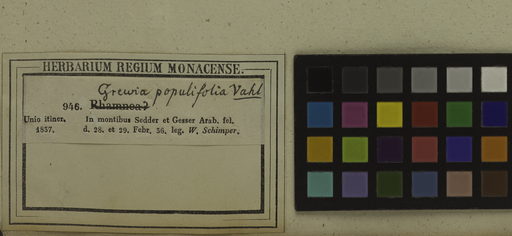 HERBARIUM REGIUM MONACENSE.
Grewia populifolia Vahl
946. Rhamnea?
Unio itiner. 1837.
In montibus Sedder et Gesser Arab. fel.
d. 28. et 29. Febr. 36. leg. W. Schimper.